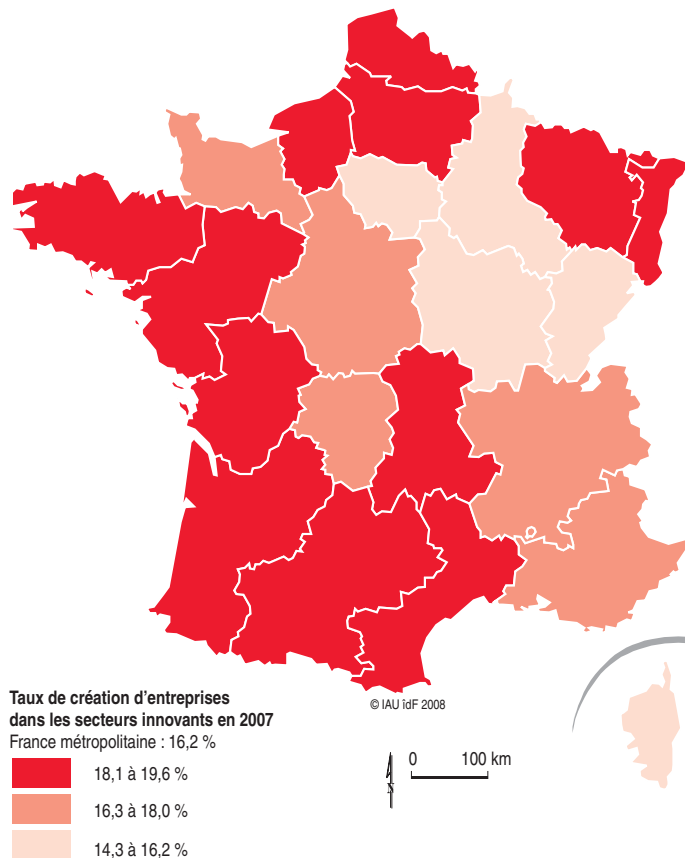 © IAU îdF 2008
Taux de création d'entreprises
dans les secteurs innovants en 2007
France métropolitaine : 16,2 %
18,1 à 19,6 %
16,3 à 18,0 %
14,3 à 16,2 %
N
0 100 km